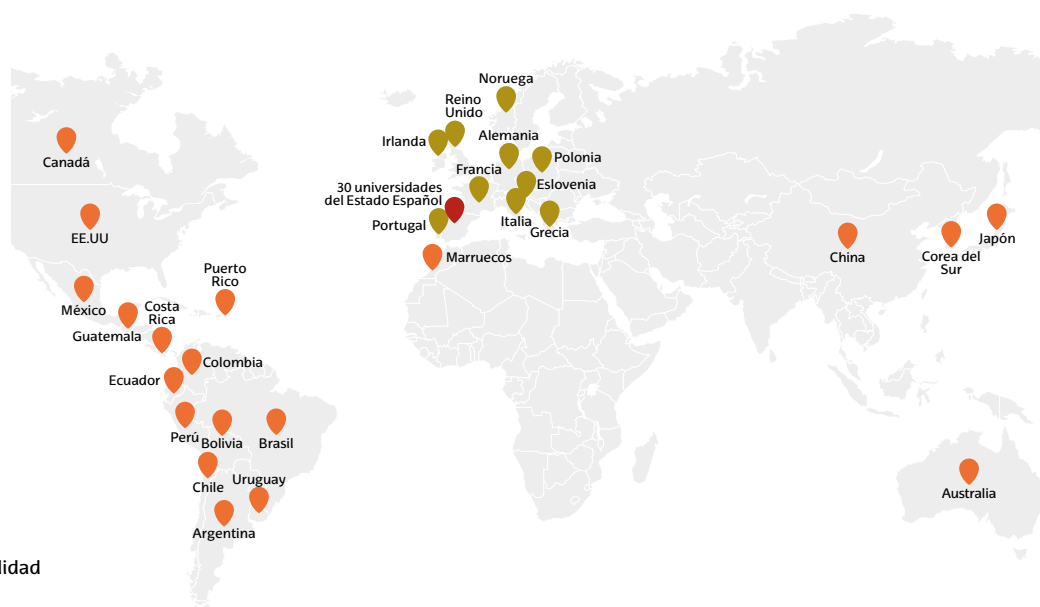 Noruega
Reino
Unido
Irlanda
Alemania
Polonia
Francia
Eslovenia
30 universidades
del Estado Español
Portugal
Italia
Grecia
Marruecos
Canadá
EE.UU
México
Puerto
Rico
Costa
Rica
Guatemala
Colombia
Ecuador
Perú
Bolivia
Brasil
Chile
Uruguay
Argentina
China
Corea del
Sur
Japón
Australia